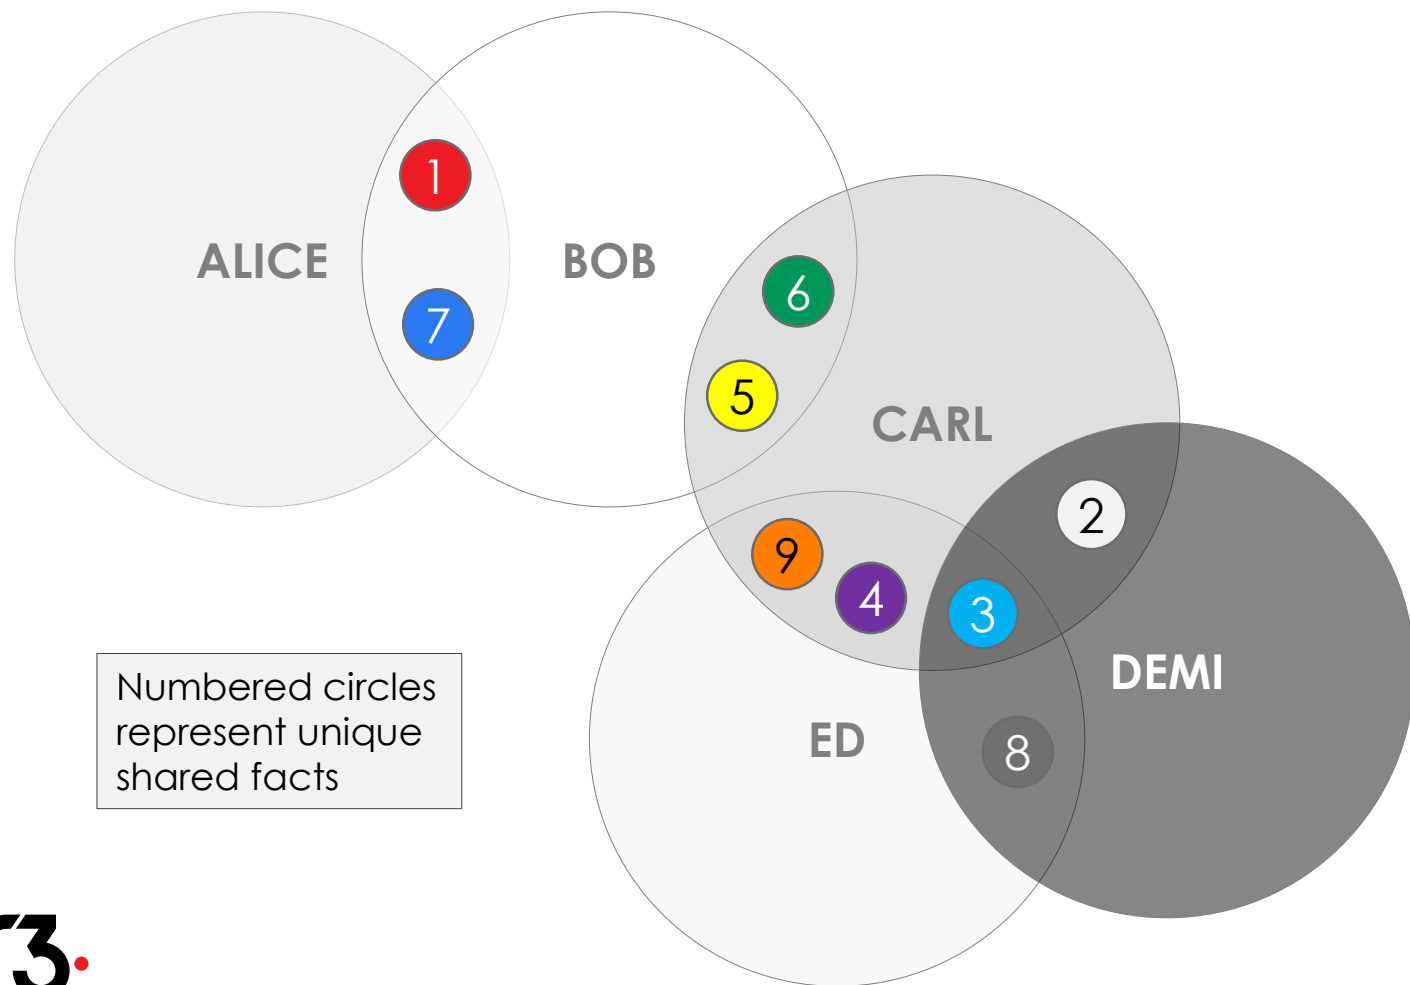 1
ALICE
BOB
7
6
5
CARL
2
9
4
3
DEMI
Numbered circles
represent unique
shared facts
ED
8
r3.